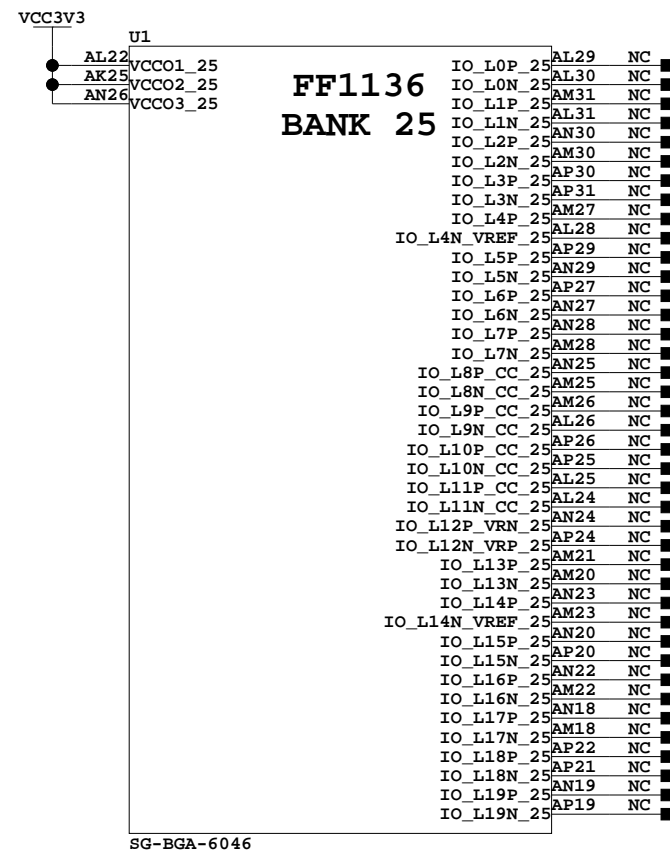 VCC3V3
U1
AL22 VCCO1_25
AK25 VCCO2_25
AN26 VCCO3_25
FF1136
BANK 25
IO_L0P_25 AL29 NC
IO_L0N_25 AL30 NC
IO_L1P_25 AM31 NC
IO_L1N_25 AL31 NC
IO_L2P_25 AN30 NC
IO_L2N_25 AM30 NC
IO_L3P_25 AP30 NC
IO_L3N_25 AP31 NC
IO_L4P_25 AM27 NC
IO_L4N_VREF_25 AL28 NC
IO_L5P_25 AP29 NC
IO_L5N_25 AN29 NC
IO_L6P_25 AP27 NC
IO_L6N_25 AN27 NC
IO_L7P_25 AN28 NC
IO_L7N_25 AM28 NC
IO_L8P_CC_25 AN25 NC
IO_L8N_CC_25 AM25 NC
IO_L9P_CC_25 AM26 NC
IO_L9N_CC_25 AL26 NC
IO_L10P_CC_25 AP26 NC
IO_L10N_CC_25 AP25 NC
IO_L11P_CC_25 AL25 NC
IO_L11N_CC_25 AL24 NC
IO_L12P_VRN_25 AN24 NC
IO_L12N_VRP_25 AP24 NC
IO_L13P_25 AM21 NC
IO_L13N_25 AM20 NC
IO_L14P_25 AN23 NC
IO_L14N_VREF_25 AM23 NC
IO_L15P_25 AN20 NC
IO_L15N_25 AP20 NC
IO_L16P_25 AN22 NC
IO_L16N_25 AM22 NC
IO_L17P_25 AN18 NC
IO_L17N_25 AM18 NC
IO_L18P_25 AP22 NC
IO_L18N_25 AP21 NC
IO_L19P_25 AN19 NC
IO_L19N_25 AP19 NC
SG-BGA-6046